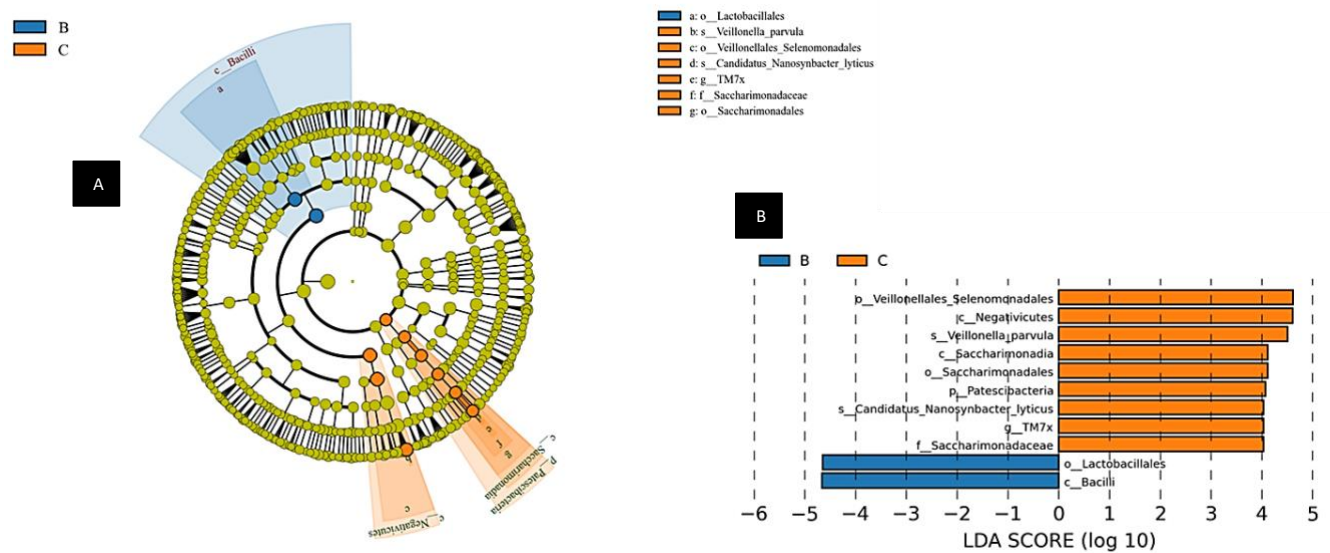 B
C
a: o__Lactobacillales
b: s__Veillonella_parvula
c: o__Veillonellales_Selenomonadales
d: s__Candidatus_Nanosynbacter_lyticus
e: g__TM7x
f: f__Saccharimonadaceae
g: o__Saccharimonadales
A
c__Bacilli
a
b
c
c__Negativicutes
d
e
f
g
c__Saccharimonadia
p__Patescibacteria
B
B
C
o__Veillonellales_Selenomonadales
c__Negativicutes
s__Veillonella_parvula
c__Saccharimonadia
o__Saccharimonadales
p__Patescibacteria
s__Candidatus_Nanosynbacter_lyticus
g__TM7x
f__Saccharimonadaceae
o__Lactobacillales
c__Bacilli
−6 −5 −4 −3 −2 −1 0 1 2 3 4 5
LDA SCORE (log 10)